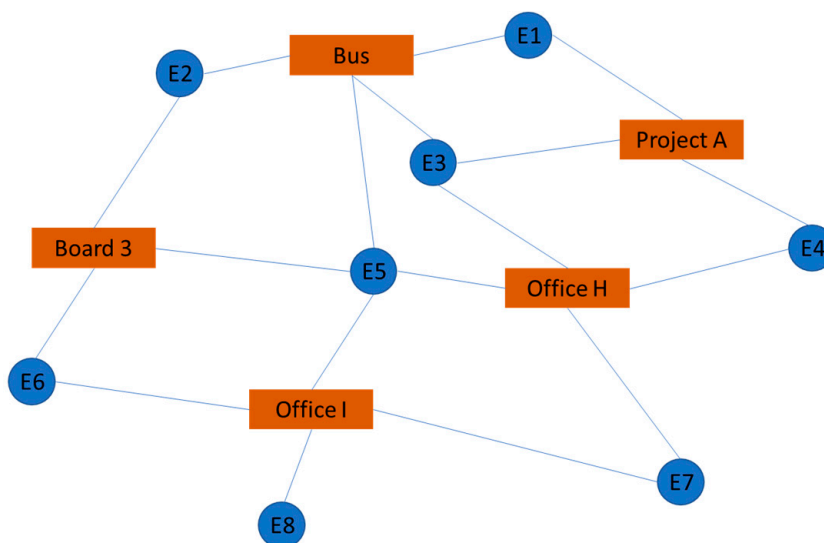 E1
Bus
E2
Project A
E3
Board 3
E4
E5
Office H
E6
Office I
E7
E8